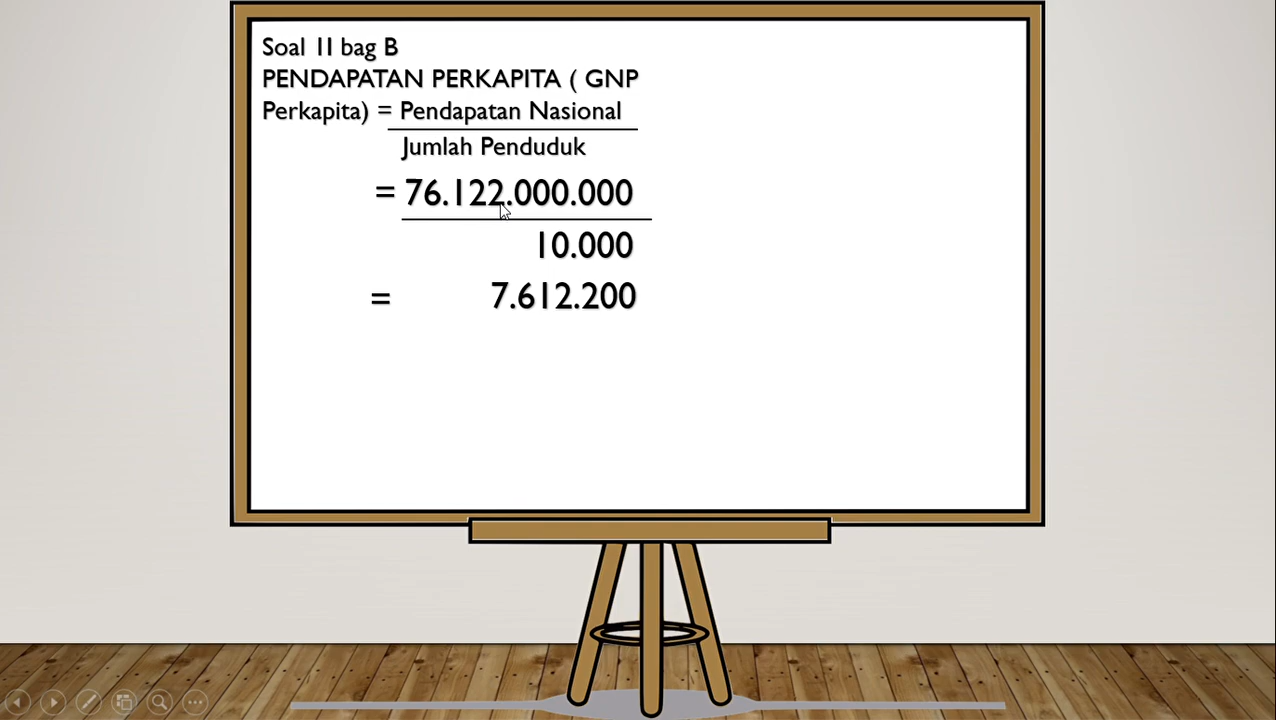 Soal II bag B
PENDAPATAN PERKAPITA ( GNP
Perkapita) = Pendapatan Nasional
Jumlah Penduduk
= 76.122.000.000
10.000
= 7.612.200